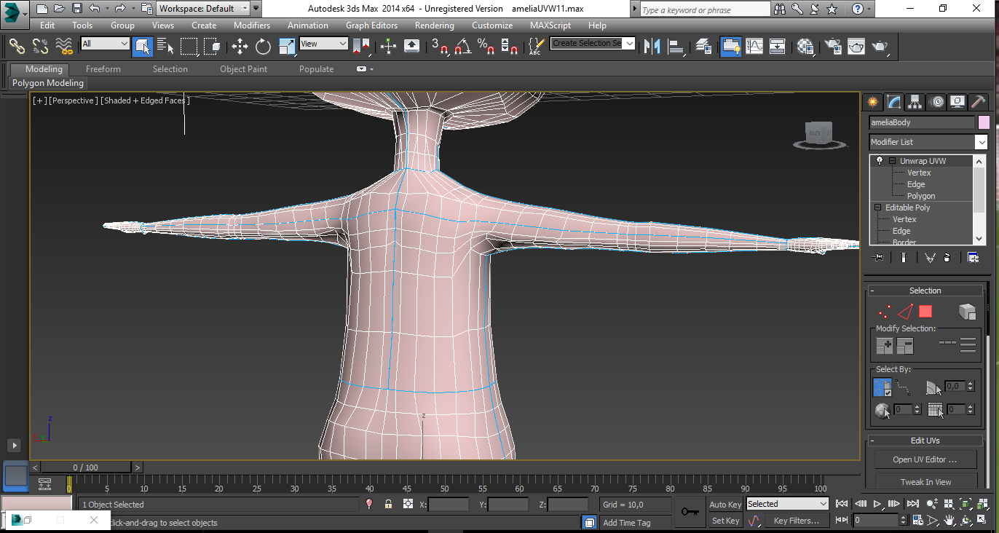 Workspace: Default
Autodesk 3ds Max 2014 x64 - Unregistered Version ameliaUVW11.max
Type a keyword or phrase
Edit Tools Group Views Create Modifiers Animation Graph Editors Rendering Customize MAXScript Help
All
View
3
ABC
Create Selection Se
Modeling Freeform Selection Object Paint Populate
Polygon Modeling
[+] [Perspective] [Shaded + Edged Faces]
ameliaBody
Modifier List
Unwrap UVW
Vertex
Edge
Polygon
Editable Poly
Vertex
Edge
Border
Selection
Modify Selection:
Select By:
0,0
0
0
Edit UVs
Open UV Editor ...
Tweak In View
z
z
< 0 / 100 >
0 5 10 15 20 25 30 35 40 45 50 55 60 65 70 75 80 85 90 95 100
1 Object Selected X: Y: Z: Grid = 10,0 Auto Key Selected
click-and-drag to select objects Add Time Tag Set Key Key Filters... 0